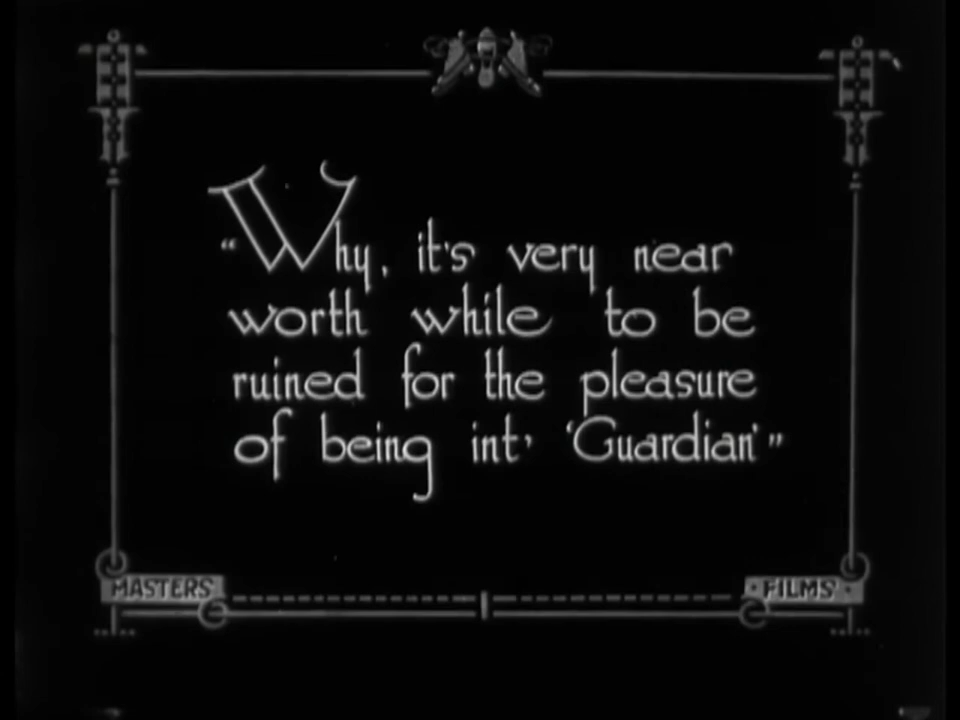 “Why, it's very near
worth while to be
ruined for the pleasure
of being int' 'Guardian'”
MASTERS
FILMS